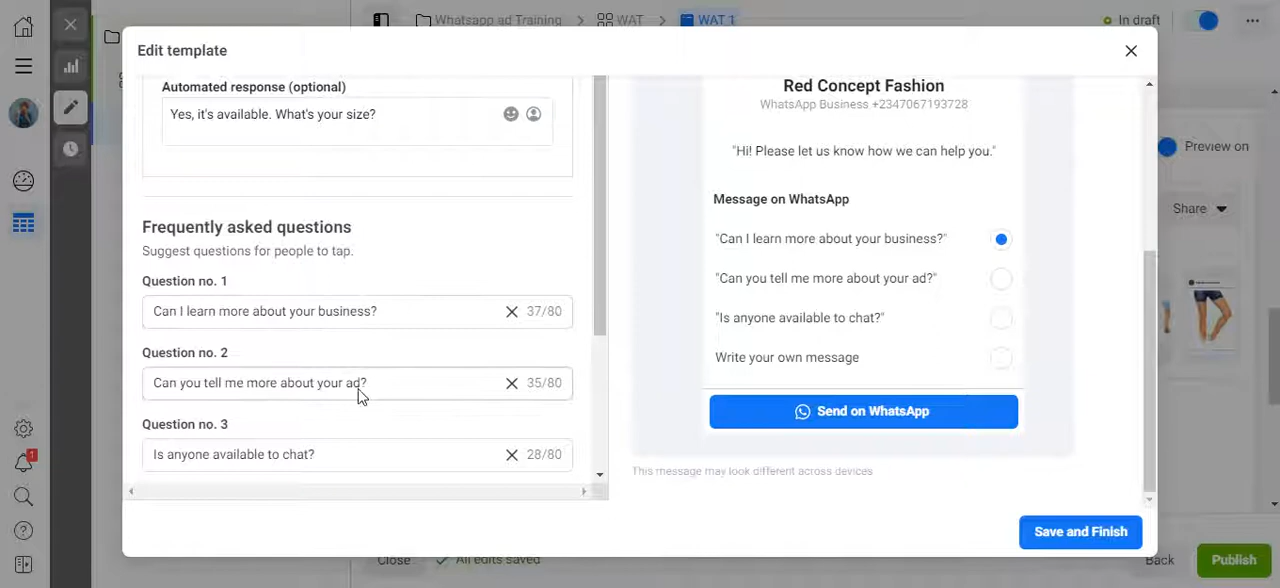 Whatsapp ad Training
WAT
WAT 1
In draft
Edit template
Automated response (optional)
Yes, it's available. What's your size?
Frequently asked questions
Suggest questions for people to tap.
Question no. 1
Can I learn more about your business?
37/80
Question no. 2
Can you tell me more about your ad?
35/80
Question no. 3
Is anyone available to chat?
28/80
Red Concept Fashion
WhatsApp Business +2347067193728
"Hi! Please let us know how we can help you."
Message on WhatsApp
"Can I learn more about your business?"
"Can you tell me more about your ad?"
"Is anyone available to chat?"
Write your own message
Send on WhatsApp
This message may look different across devices
Save and Finish
Preview on
Share
1
Close
All edits saved
Back
Publish